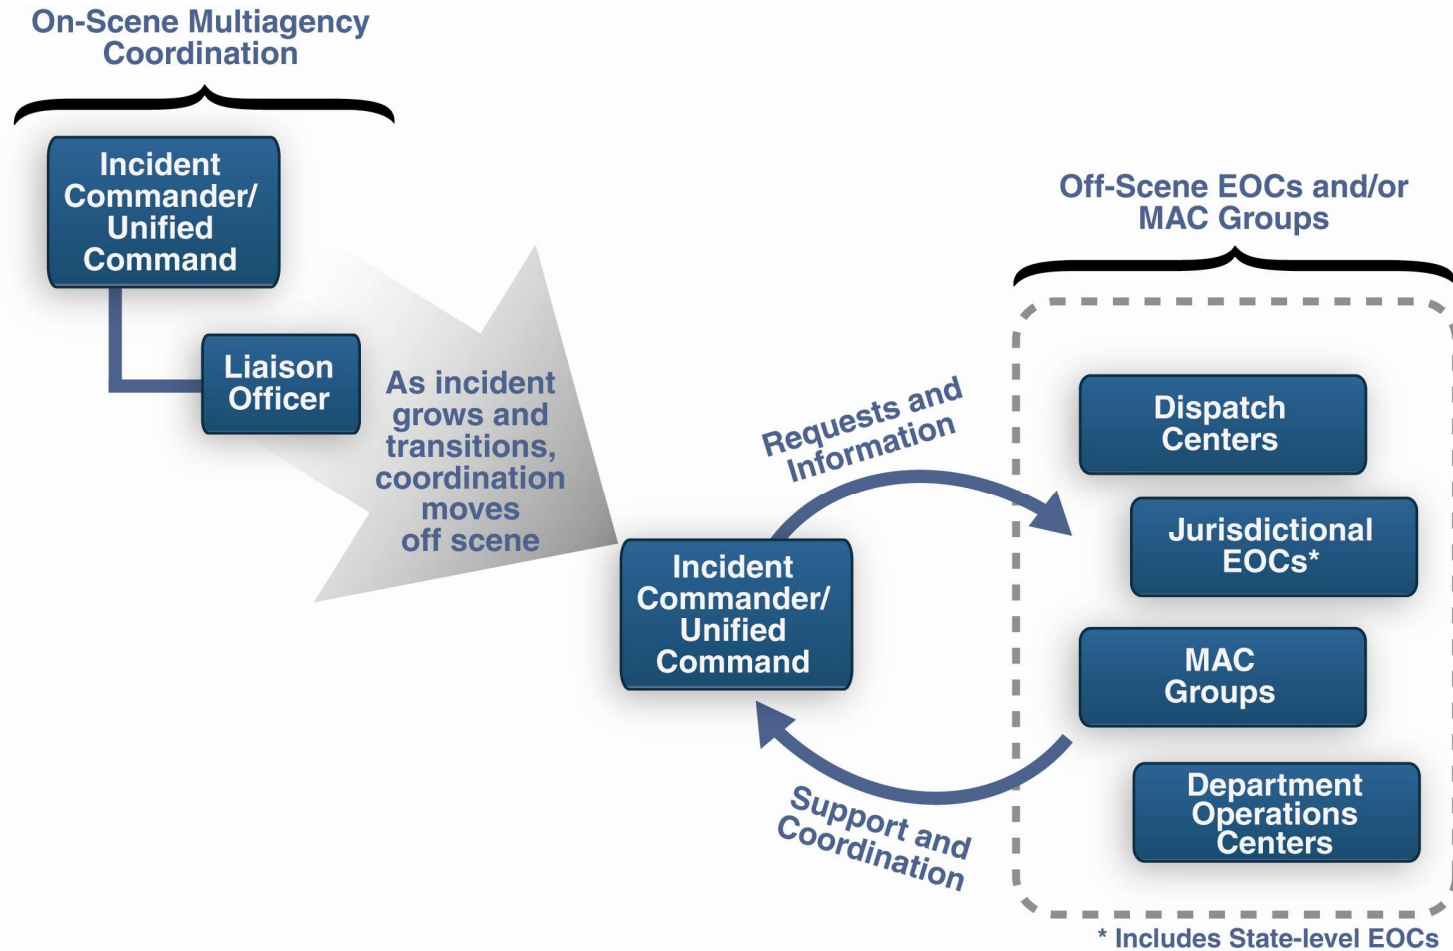 On-Scene Multiagency
Coordination
Incident
Commander/
Unified
Command
Liaison
Officer
As incident
grows and
transitions,
coordination
moves
off scene
Incident
Commander/
Unified
Command
Requests and
Information
Support and
Coordination
Off-Scene EOCs and/or
MAC Groups
Dispatch
Centers
Jurisdictional
EOCs*
MAC
Groups
Department
Operations
Centers
* Includes State-level EOCs